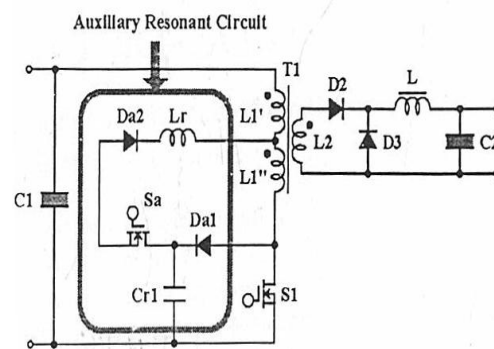 Auxiliary Resonant Circuit
T1
D2
L
Da2
Lr
L1'
L2
D3
C2
L1"
C1
Sa
Da1
Cr1
S1